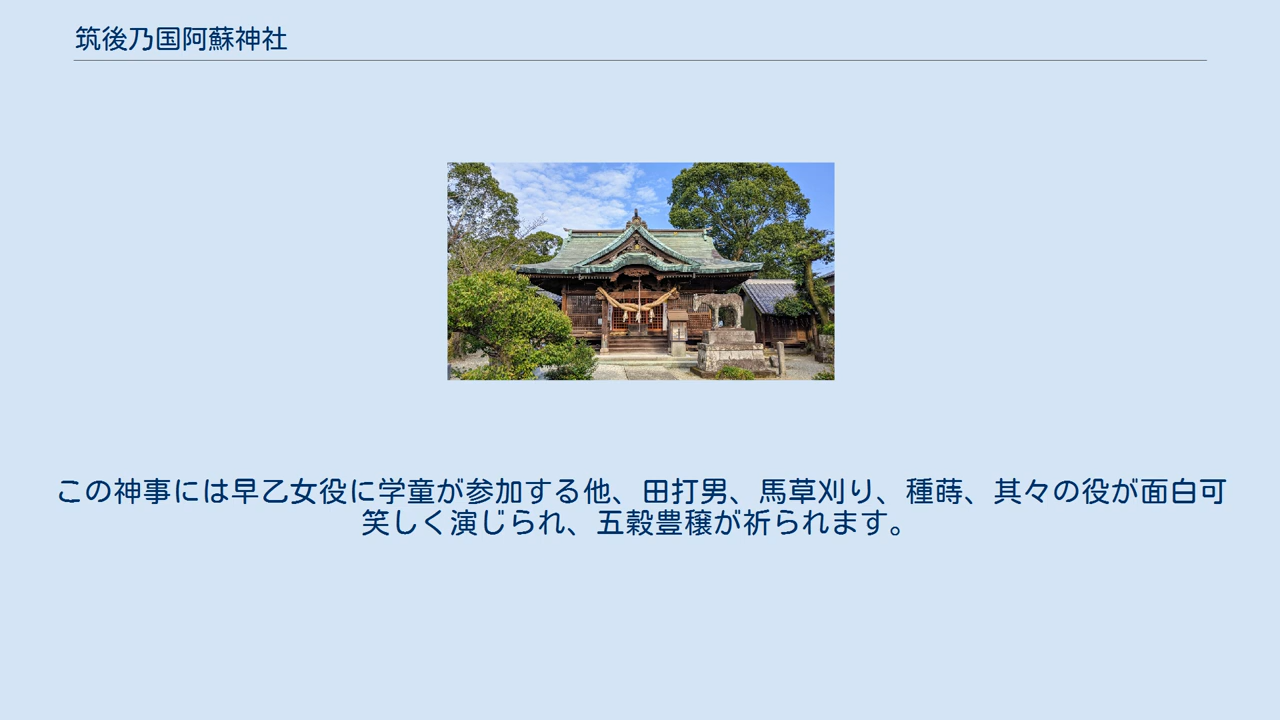 筑後乃国阿蘇神社
この神事には早乙女役に学童が参加する他、田打男、馬草刈り、種蒔、其々の役が面白可
笑しく演じられ、五穀豊穣が祈られます。